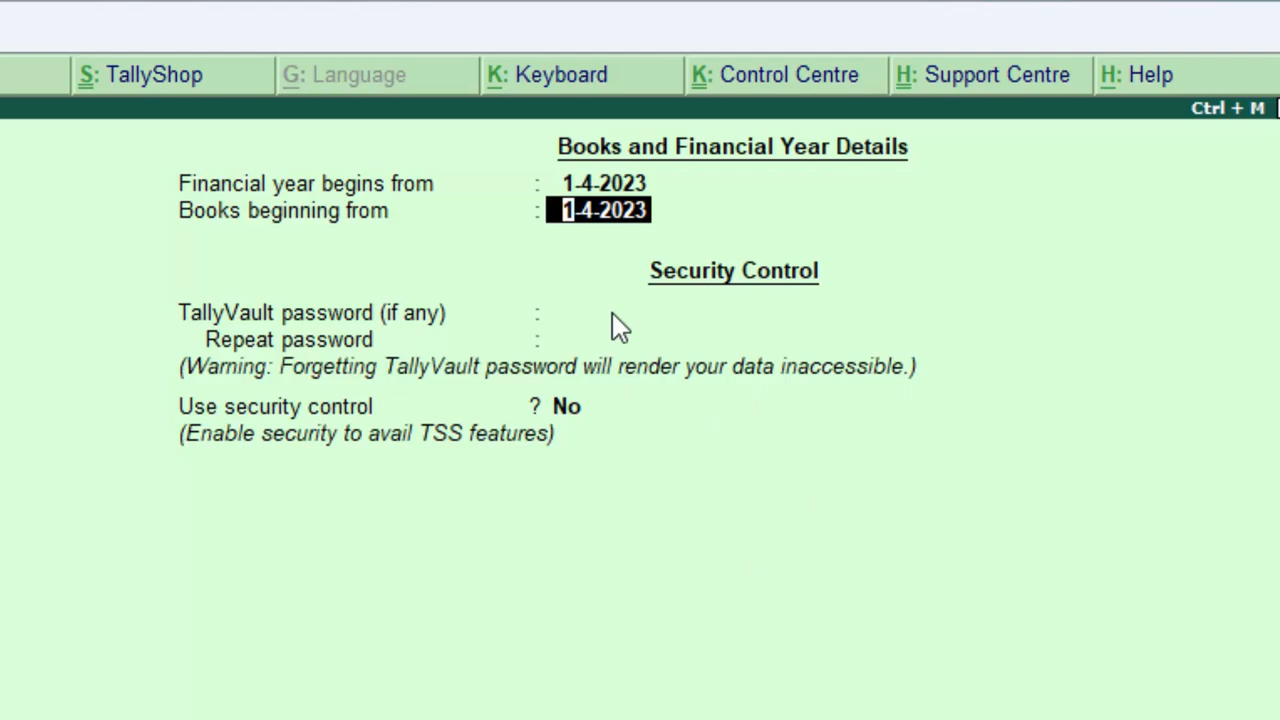 S: TallyShop G: Language K: Keyboard K: Control Centre H: Support Centre H: Help
Ctrl + M
Books and Financial Year Details
Financial year begins from : 1-4-2023
Books beginning from : 1-4-2023
Security Control
TallyVault password (if any) :
Repeat password :
(Warning: Forgetting TallyVault password will render your data inaccessible.)
Use security control ? No
(Enable security to avail TSS features)